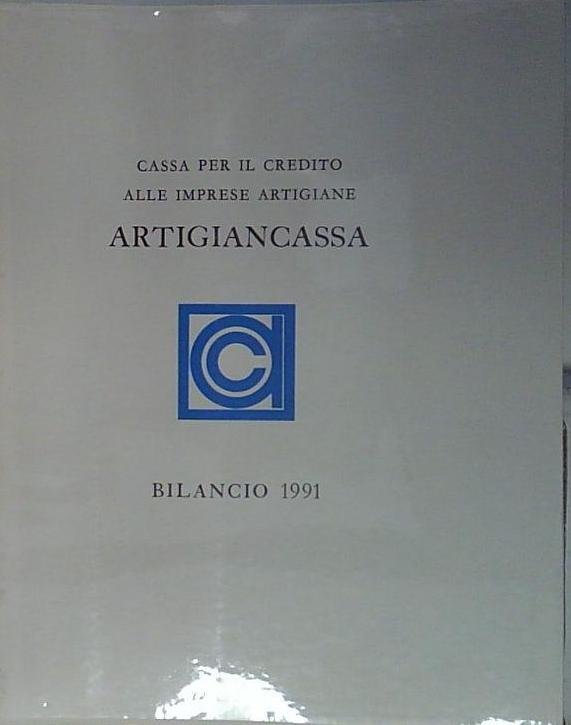 CASSA PER IL CREDITO
ALLE IMPRESE ARTIGIANE
ARTIGIANCASSA
BILANCIO 1991